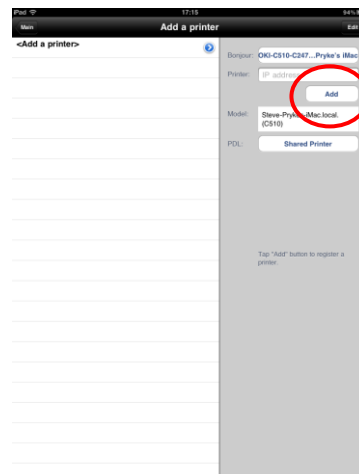 iPad 17:15 94%
Main Add a printer Edit
<Add a printer>
Bonjour: OKI-C510-C247...Pryke's iMac
Printer: IP address
Add
Model: Steve-Pryke-iMac.local.
(C510)
PDL: Shared Printer
Tap "Add" button to register a
printer.